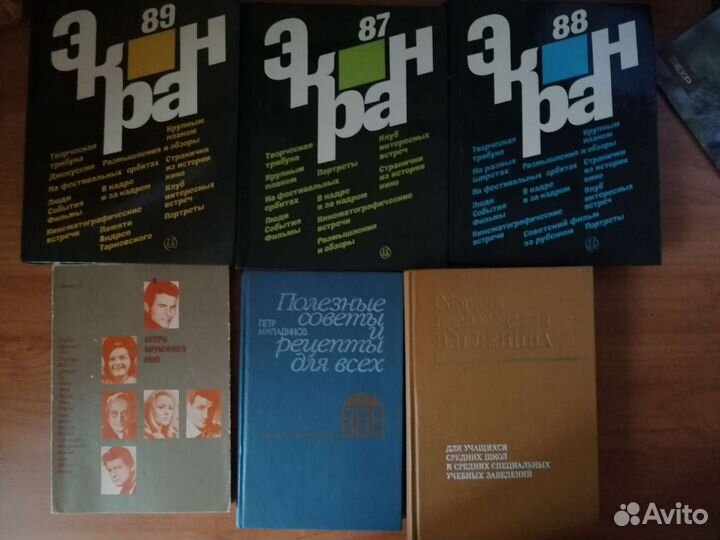 89
Экран
Творческая
трибуна
Дискуссии
На фестивальных орбитах
Люди
События
Фильмы
Кинематографические
встречи
Крупным
планом
Размышления и обзоры
Странички
из истории
кино
В кадре
и за кадром
Клуб
интересных
встреч
Памяти
Андрея
Тарковского
Портреты
87
Экран
Творческая
трибуна
Крупным
планом
На фестивальных
орбитах
Люди
События
Фильмы
Клуб
интересных
встреч
Портреты
Странички
из истории
кино
В кадре
и за кадром
Кинематографические
встречи
Размышления
и обзоры
88
Экран
Творческая
трибуна
На разных
широтах
На фестивальных орбитах
Люди
События
Фильмы
Кинематографические
встречи
Крупным
планом
Размышления и обзоры
Странички
из истории
кино
В кадре
и за кадром
Клуб
интересных
встреч
Советский фильм
за рубежом
Портреты
АКТЕРЫ
ЗАРУБЕЖНОГО
КИНО
Полезные
советы
ПЕТР
МИЛАДИНОВ
и
рецепты
для всех
Сборник
произведений
В.И.ЛЕНИНА
ДЛЯ УЧАЩИХСЯ
СРЕДНИХ ШКОЛ
И СРЕДНИХ СПЕЦИАЛЬНЫХ
УЧЕБНЫХ ЗАВЕДЕНИЙ
Avito